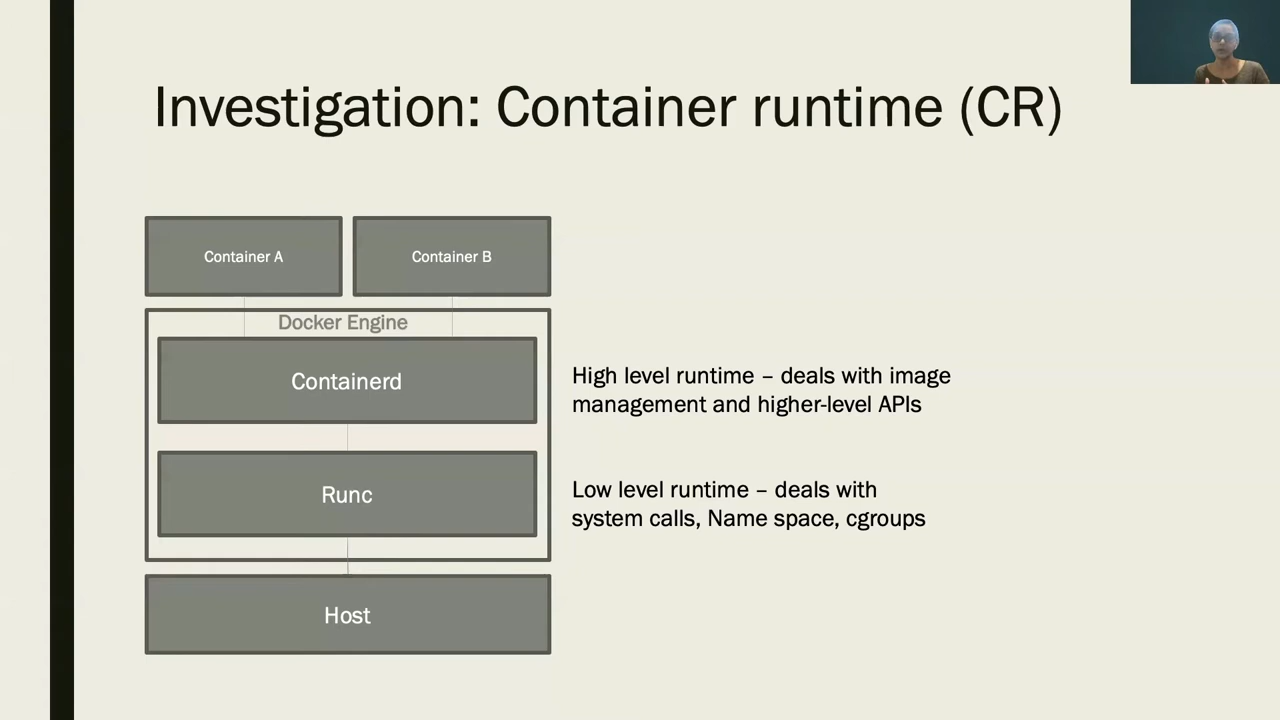 Investigation: Container runtime (CR)
Container A
Container B
Docker Engine
Containerd
High level runtime – deals with image
management and higher-level APIs
Runc
Low level runtime – deals with
system calls, Name space, cgroups
Host